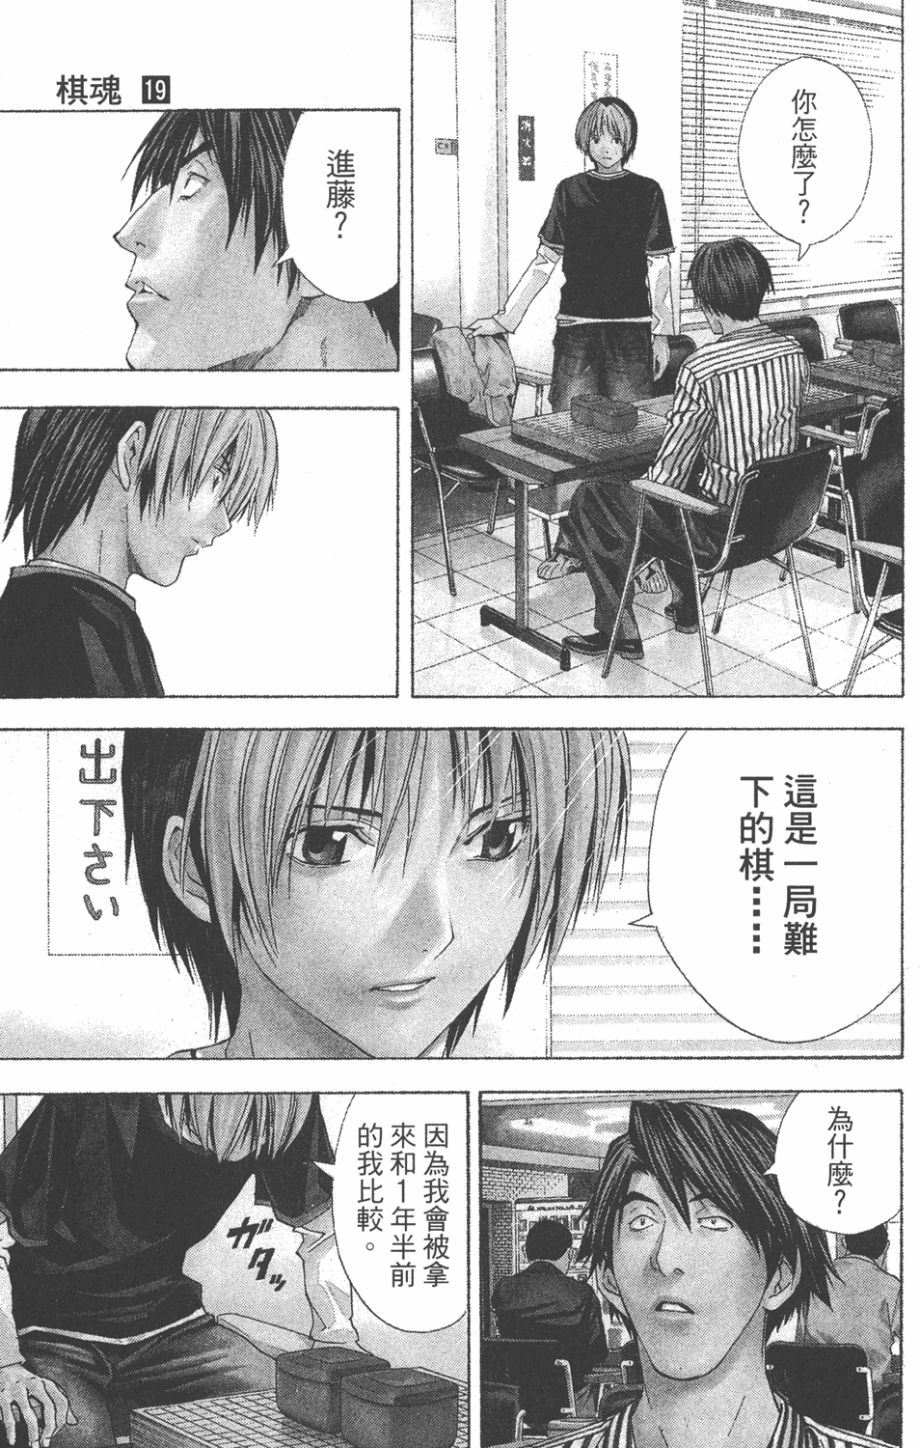 棋魂 19
你怎麼了?
進藤?
這是一局難
下的棋⋯⋯⋯
出下さい
為什麼?
因為我會被拿
來和1年半前
的我比較。
ガタッ